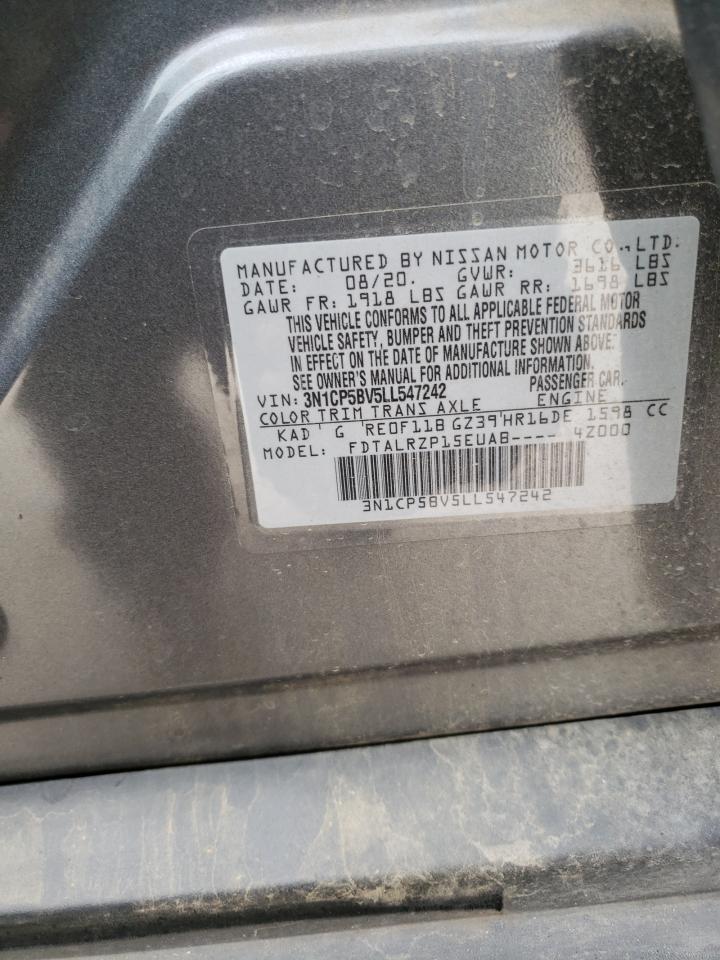 MANUFACTURED BY NISSAN MOTOR CO., LTD.
DATE: 08/20. GVWR: 3616 LBS
GAWR FR: 1918 LBS GAWR RR: 1698 LBS
THIS VEHICLE CONFORMS TO ALL APPLICABLE FEDERAL MOTOR
VEHICLE SAFETY, BUMPER AND THEFT PREVENTION STANDARDS
IN EFFECT ON THE DATE OF MANUFACTURE SHOWN ABOVE.
SEE OWNER'S MANUAL FOR ADDITIONAL INFORMATION.
VIN: 3N1CP5BV5LL547242 PASSENGER CAR.
COLOR TRIM TRANS AXLE ENGINE
KAD G RE0F11B GZ39 HR16DE 1598 CC
MODEL: FDTALRZP15EUAB---- 4Z000
3N1CP5BV5LL547242